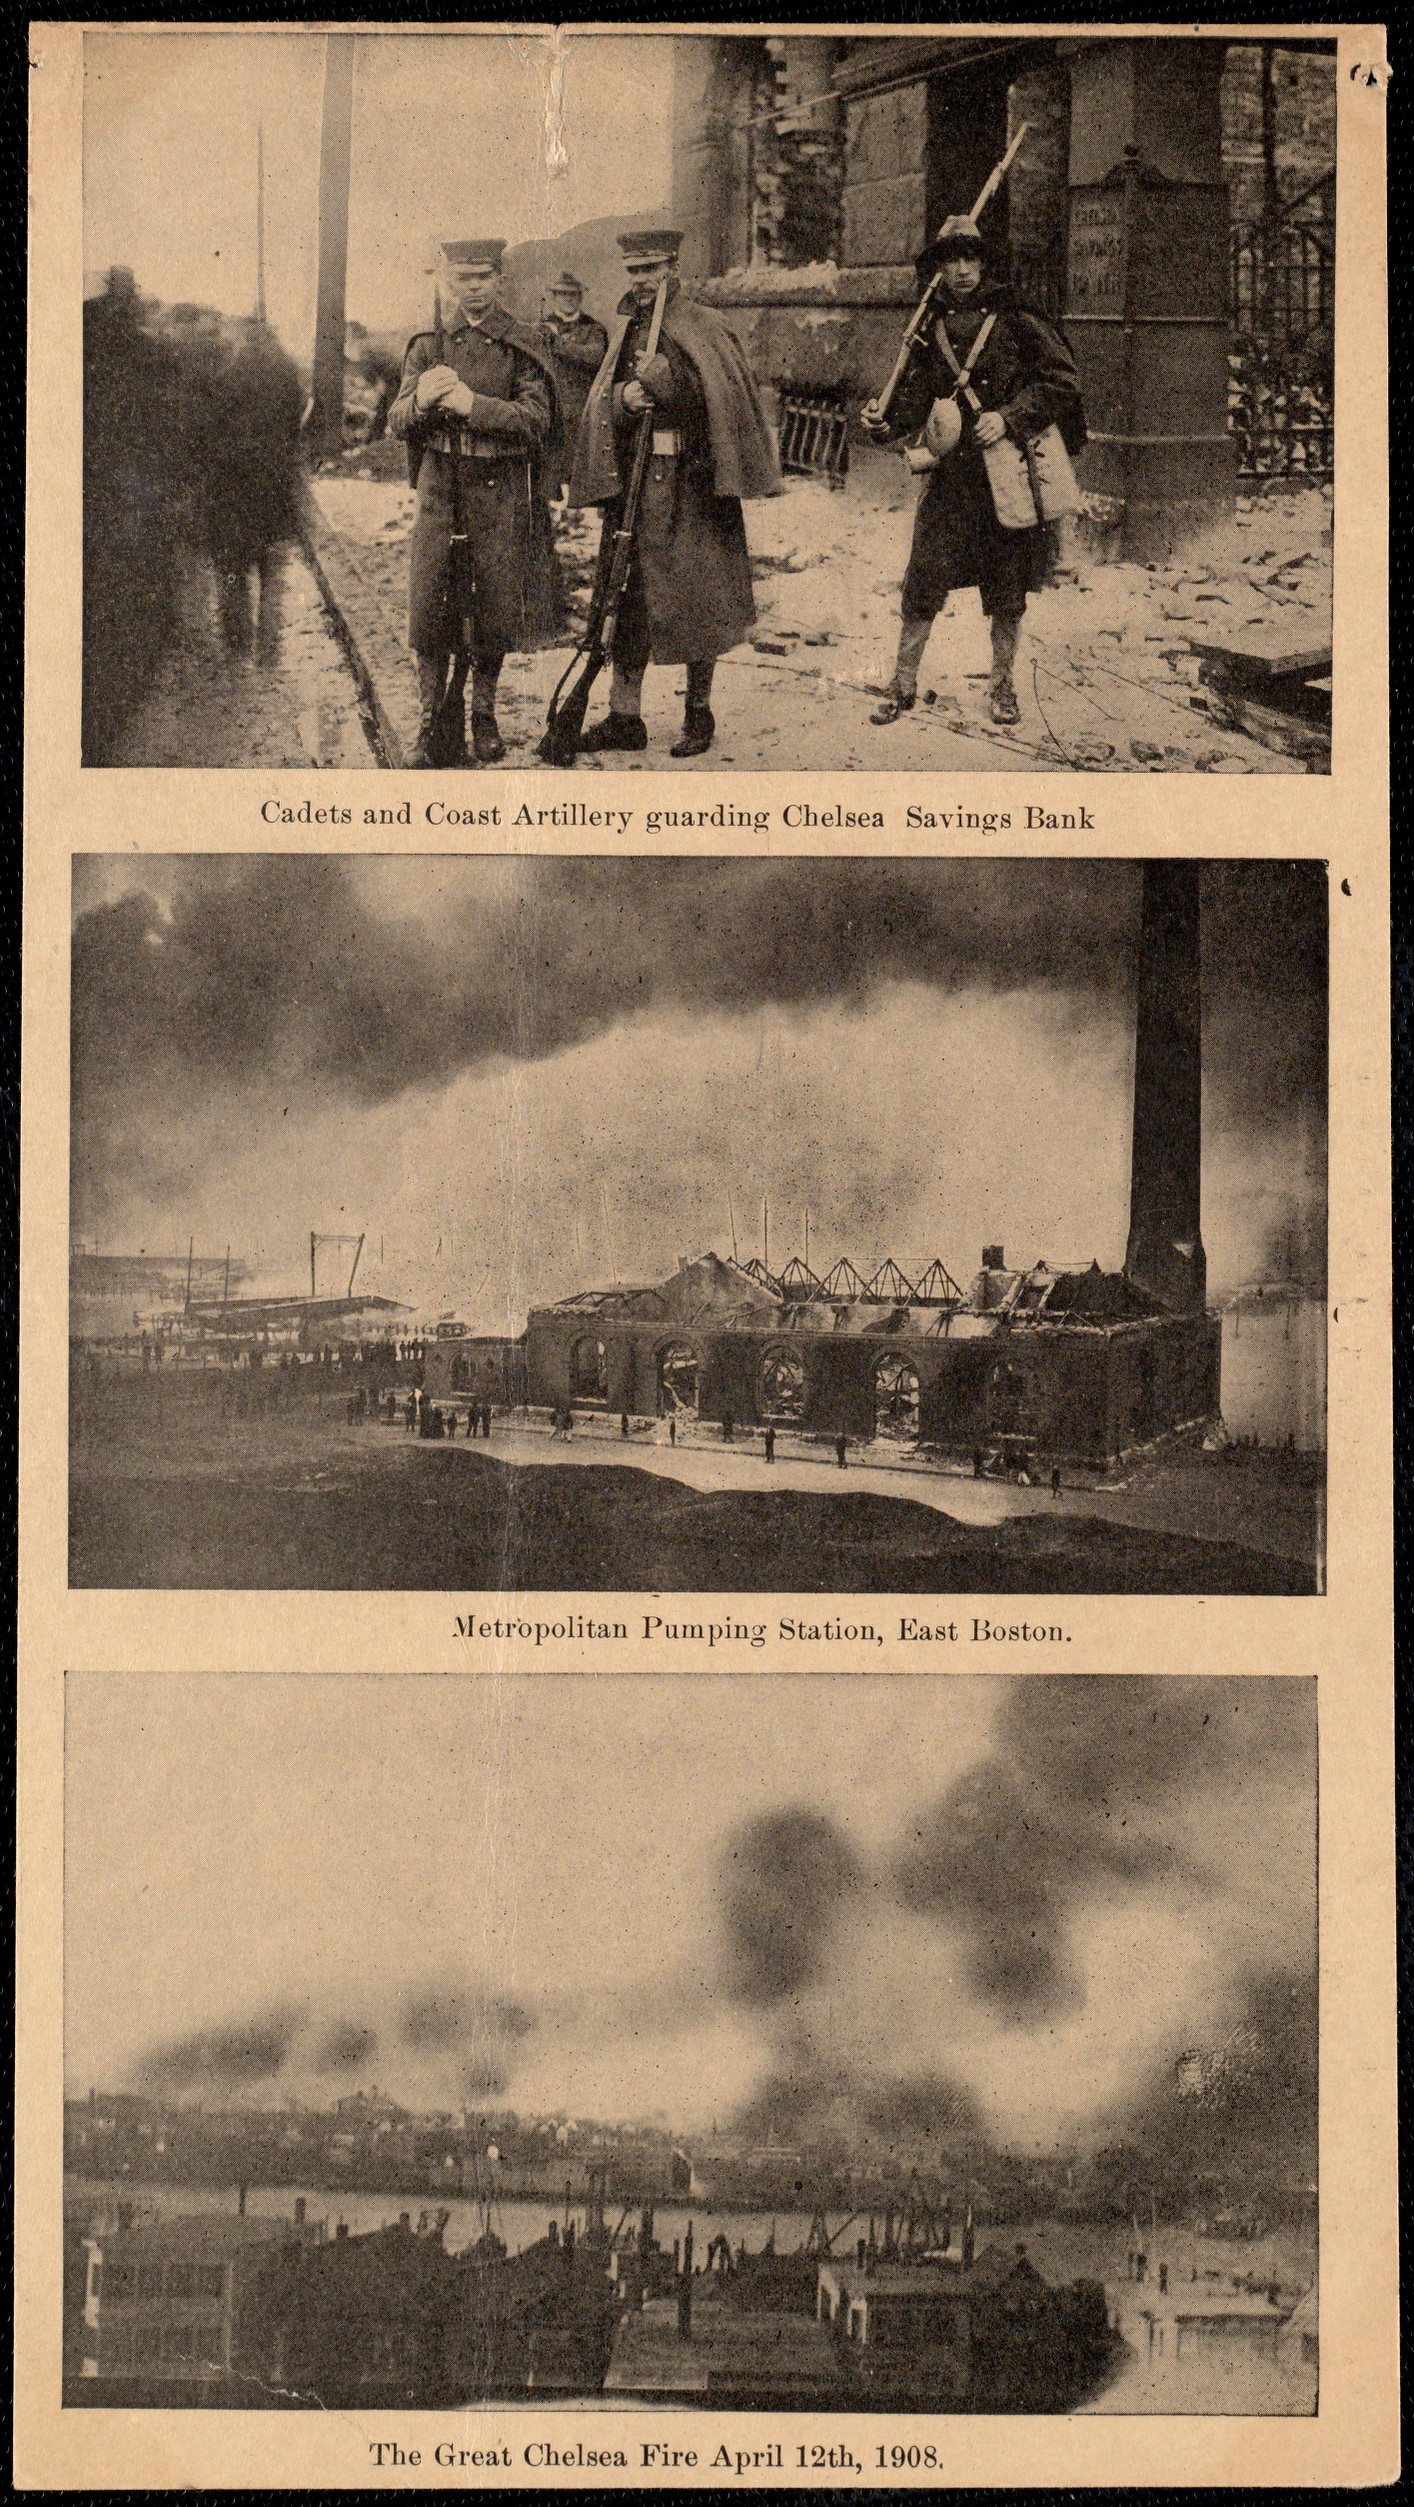 Cadets and Coast Artillery guarding Chelsea Savings Bank
Metropolitan Pumping Station, East Boston.
The Great Chelsea Fire April 12th, 1908.